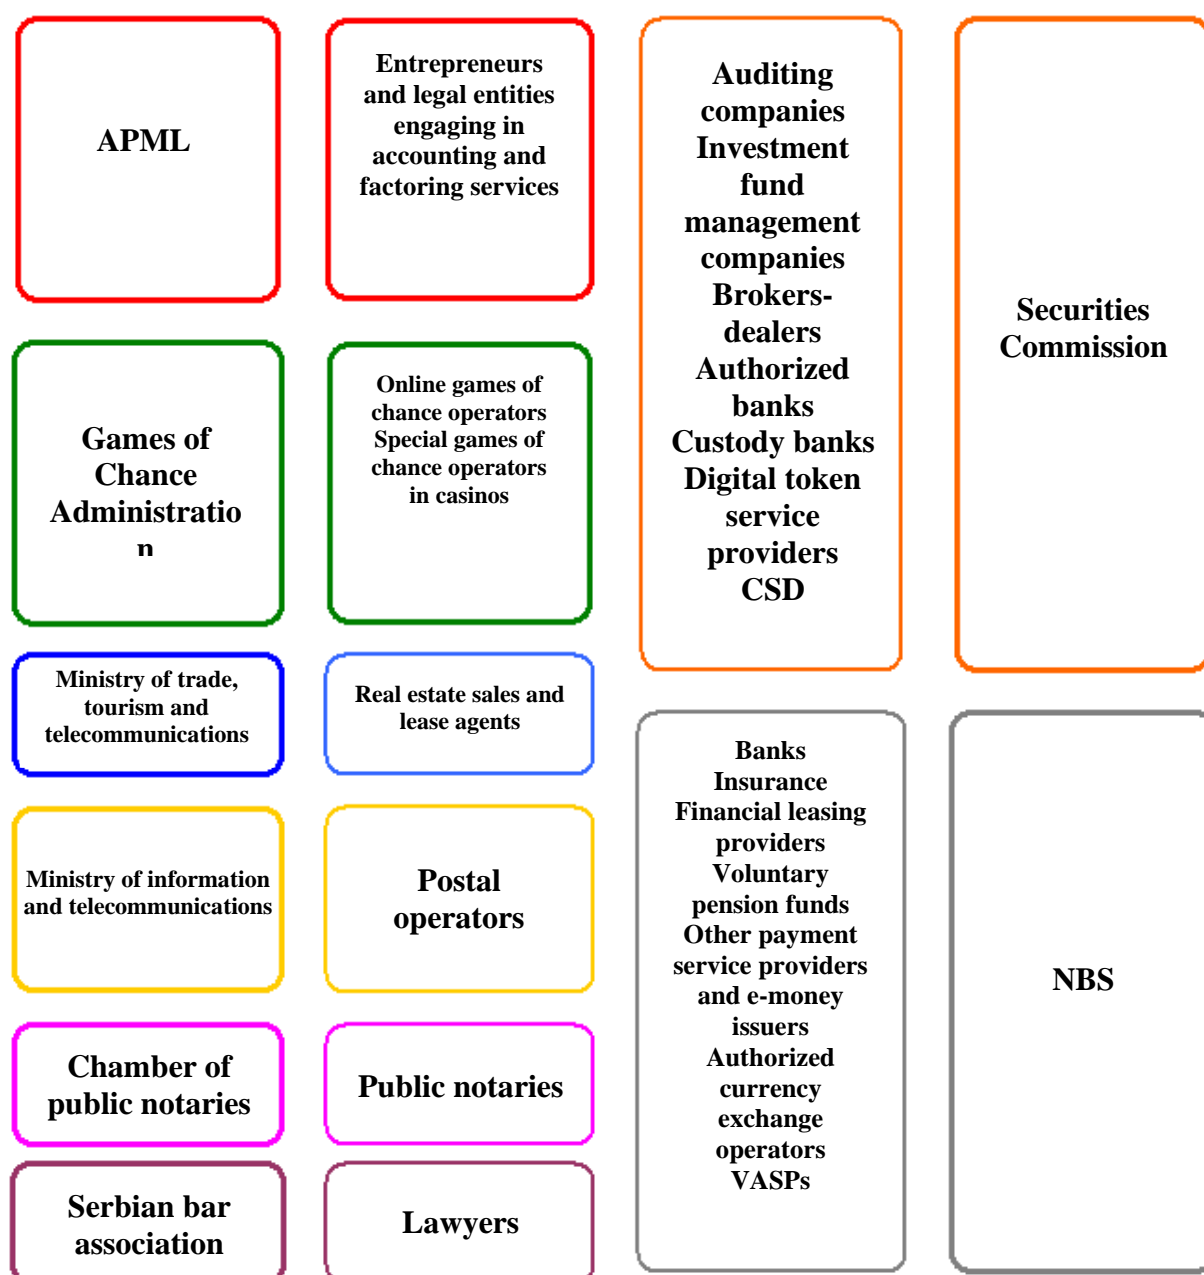 APML
Entrepreneurs
and legal entities
engaging in
accounting and
factoring services
Games of
Chance
Administratio
n
Online games of
chance operators
Special games of
chance operators
in casinos
Ministry of trade,
tourism and
telecommunications
Real estate sales and
lease agents
Ministry of information
and telecommunications
Postal
operators
Chamber of
public notaries
Public notaries
Serbian bar
association
Lawyers
Auditing
companies
Investment
fund
management
companies
Brokers-
dealers
Authorized
banks
Custody banks
Digital token
service
providers
CSD
Securities
Commission
Banks
Insurance
Financial leasing
providers
Voluntary
pension funds
Other payment
service providers
and e-money
issuers
Authorized
currency
exchange
operators
VASPs
NBS